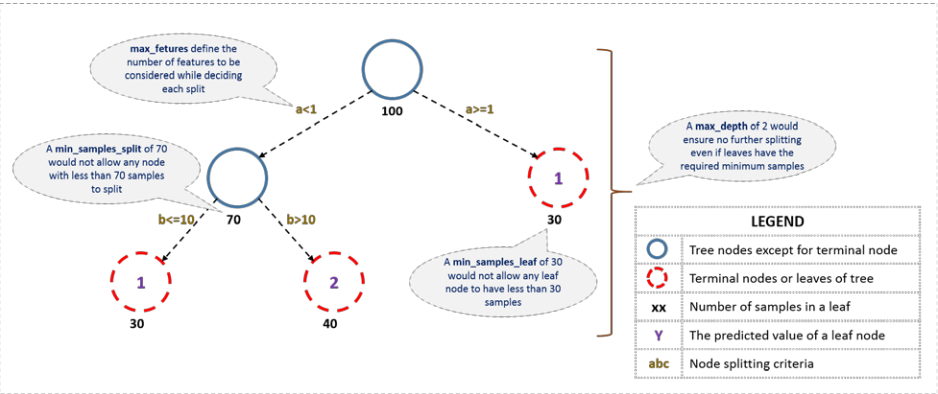 max_fetures define the
number of features to be
considered while deciding
each split
a<1
a>=1
100
A max_depth of 2 would
ensure no further splitting
even if leaves have the
required minimum samples
A min_samples_split of 70
would not allow any node
with less than 70 samples
to split
1
b<=10
70
b>10
30
A min_samples_leaf of 30
would not allow any leaf
node to have less than 30
samples
1
2
30
40
LEGEND
Tree nodes except for terminal node
Terminal nodes or leaves of tree
xx Number of samples in a leaf
Y The predicted value of a leaf node
abc Node splitting criteria